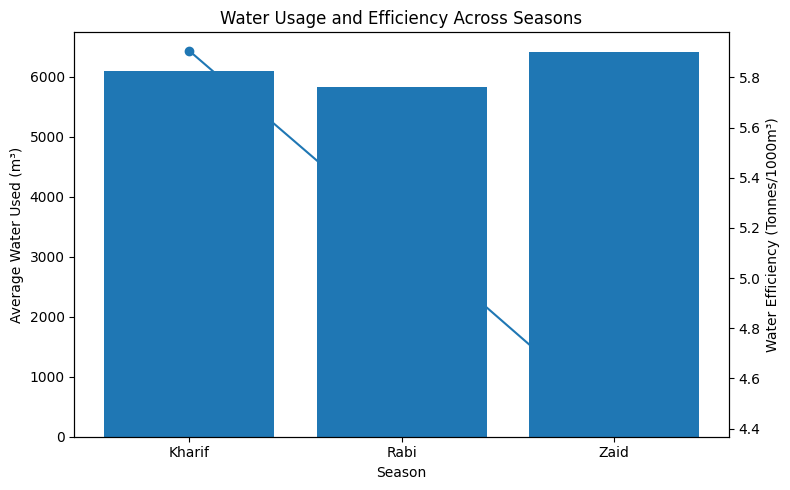 Water Usage and Efficiency Across Seasons
Average Water Used (m³)
6000
5000
4000
3000
2000
1000
0
Kharif
Rabi
Zaid
Season
5.8
5.6
5.4
5.2
5.0
4.8
4.6
4.4
Water Efficiency (Tonnes/1000m³)